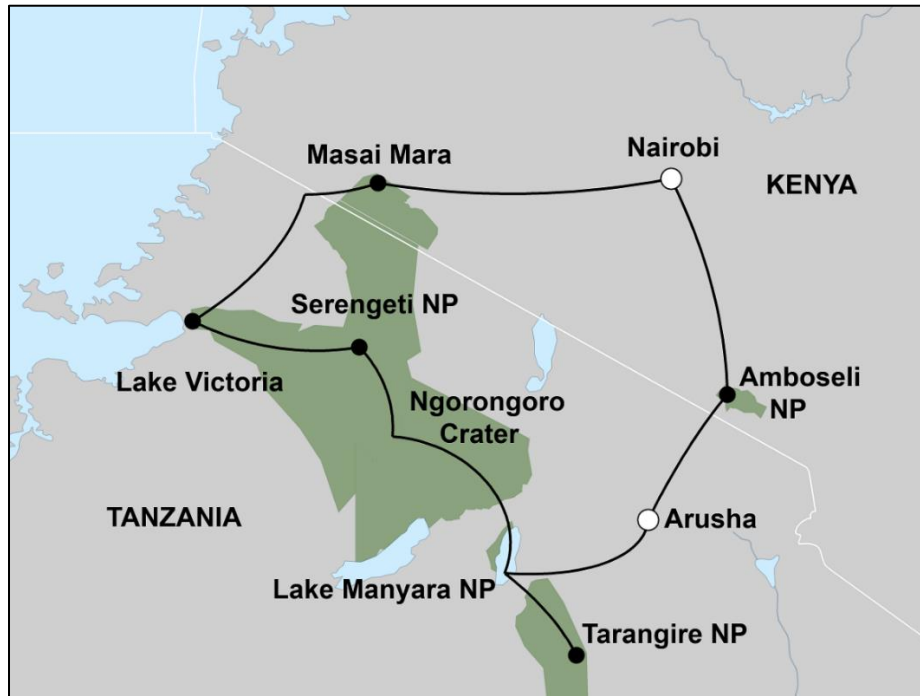 Masai Mara
Nairobi
KENYA
Serengeti NP
Lake Victoria
Amboseli
NP
Ngorongoro
Crater
TANZANIA
Arusha
Lake Manyara NP
Tarangire NP